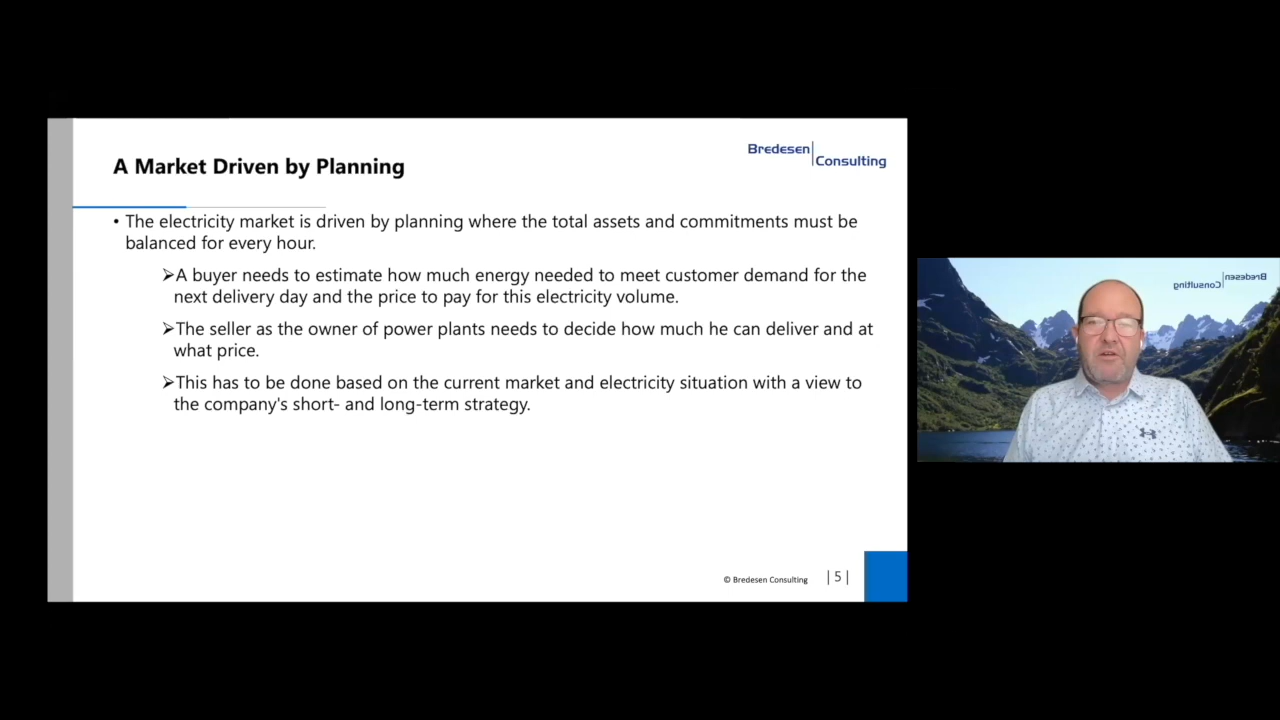 A Market Driven by Planning
Bredesen
Consulting
• The electricity market is driven by planning where the total assets and commitments must be
balanced for every hour.
➢A buyer needs to estimate how much energy needed to meet customer demand for the
next delivery day and the price to pay for this electricity volume.
➢The seller as the owner of power plants needs to decide how much he can deliver and at
what price.
➢This has to be done based on the current market and electricity situation with a view to
the company's short- and long-term strategy.
© Bredesen Consulting
| 5 |
Bredesen
Consulting